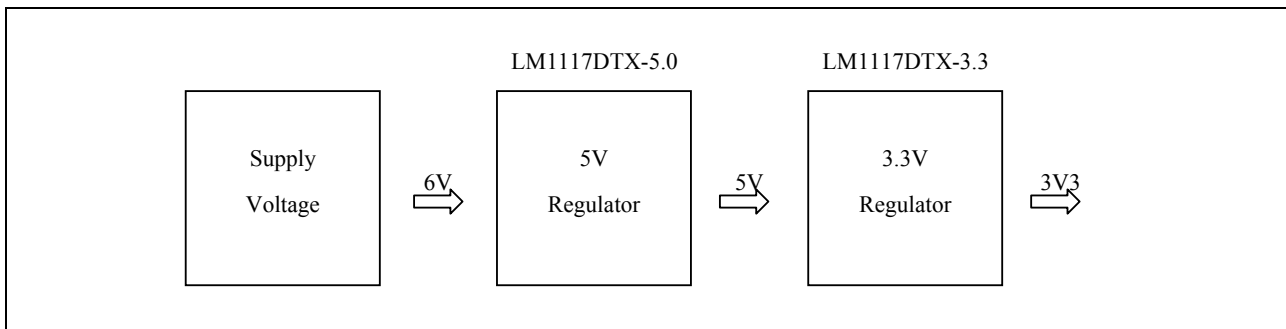 LM1117DTX-5.0
LM1117DTX-3.3
Supply
Voltage
6V
5V
Regulator
5V
3.3V
Regulator
3V3